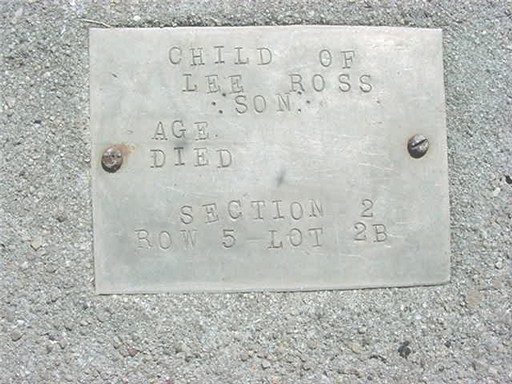 CHILD OF
LEE ROSS
SON
AGE
DIED
SECTION 2
ROW 5 LOT 2B